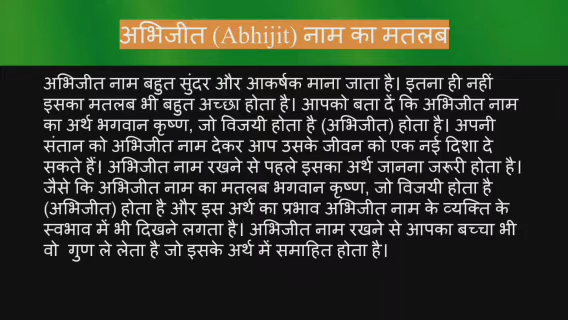 अभिजीत (Abhijit) नाम का मतलब
अभिजीत नाम बहुत सुंदर और आकर्षक माना जाता है। इतना ही नहीं
इसका मतलब भी बहुत अच्छा होता है। आपको बता दें कि अभिजीत नाम
का अर्थ भगवान कृष्ण, जो विजयी होता है (अभिजीत) होता है। अपनी
संतान को अभिजीत नाम देकर आप उसके जीवन को एक नई दिशा दे
सकते हैं। अभिजीत नाम रखने से पहले इसका अर्थ जानना जरूरी होता है।
जैसे कि अभिजीत नाम का मतलब भगवान कृष्ण, जो विजयी होता है
(अभिजीत) होता है और इस अर्थ का प्रभाव अभिजीत नाम के व्यक्ति के
स्वभाव में भी दिखने लगता है। अभिजीत नाम रखने से आपका बच्चा भी
वो गुण ले लेता है जो इसके अर्थ में समाहित होता है।